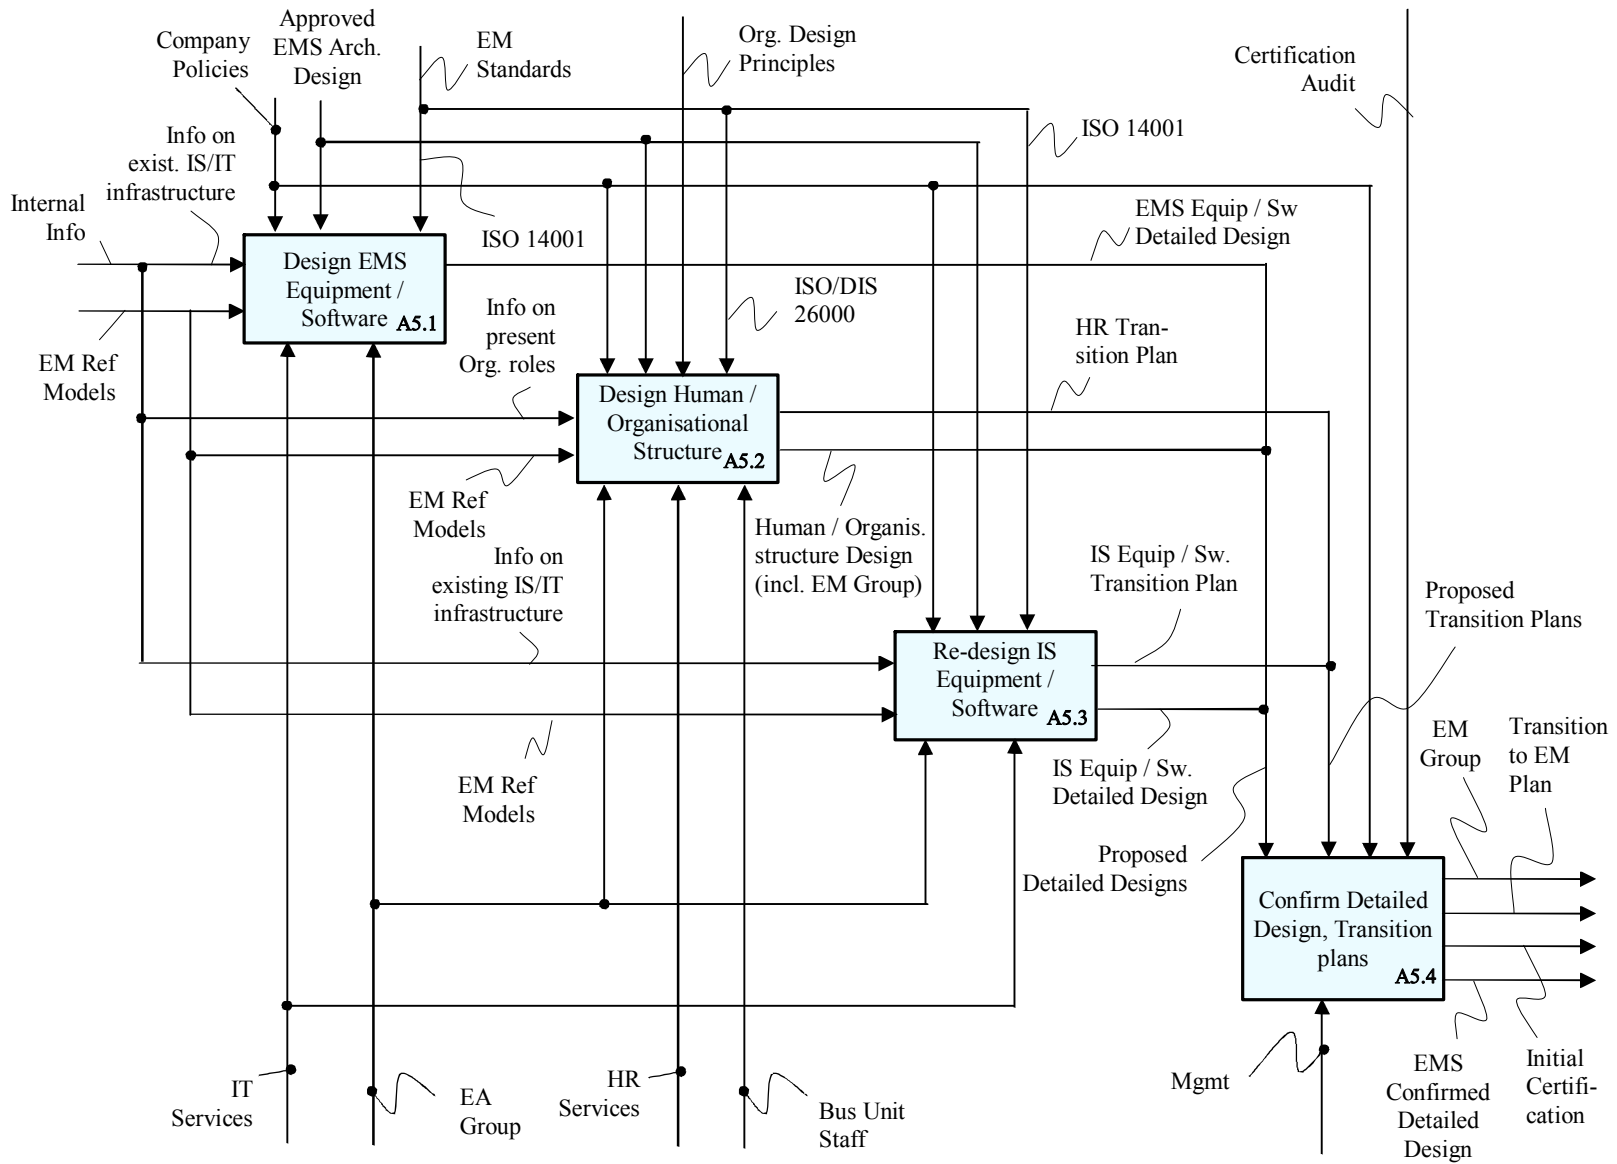 Approved
EMS Arch.
Design
Company
Policies
EM
Standards
Org. Design
Principles
Certification
Audit
Info on
exist. IS/IT
infrastructure
Internal
Info
ISO 14001
ISO 14001
EMS Equip / Sw
Detailed Design
Design EMS
Equipment /
Software A5.1
EM Ref
Models
Info on
present
Org. roles
ISO/DIS
26000
HR Tran-
sition Plan
Design Human /
Organisational
Structure A5.2
EM Ref
Models
Human / Organis.
structure Design
(incl. EM Group)
Info on
existing IS/IT
infrastructure
IS Equip / Sw.
Transition Plan
Proposed
Transition Plans
Re-design IS
Equipment /
Software A5.3
EM Ref
Models
IS Equip / Sw.
Detailed Design
EM
Group
Transition
to EM
Plan
Proposed
Detailed Designs
Confirm Detailed
Design, Transition
plans
A5.4
IT
Services
EA
Group
HR
Services
Bus Unit
Staff
Mgmt
EMS
Confirmed
Detailed
Design
Initial
Certifi-
cation